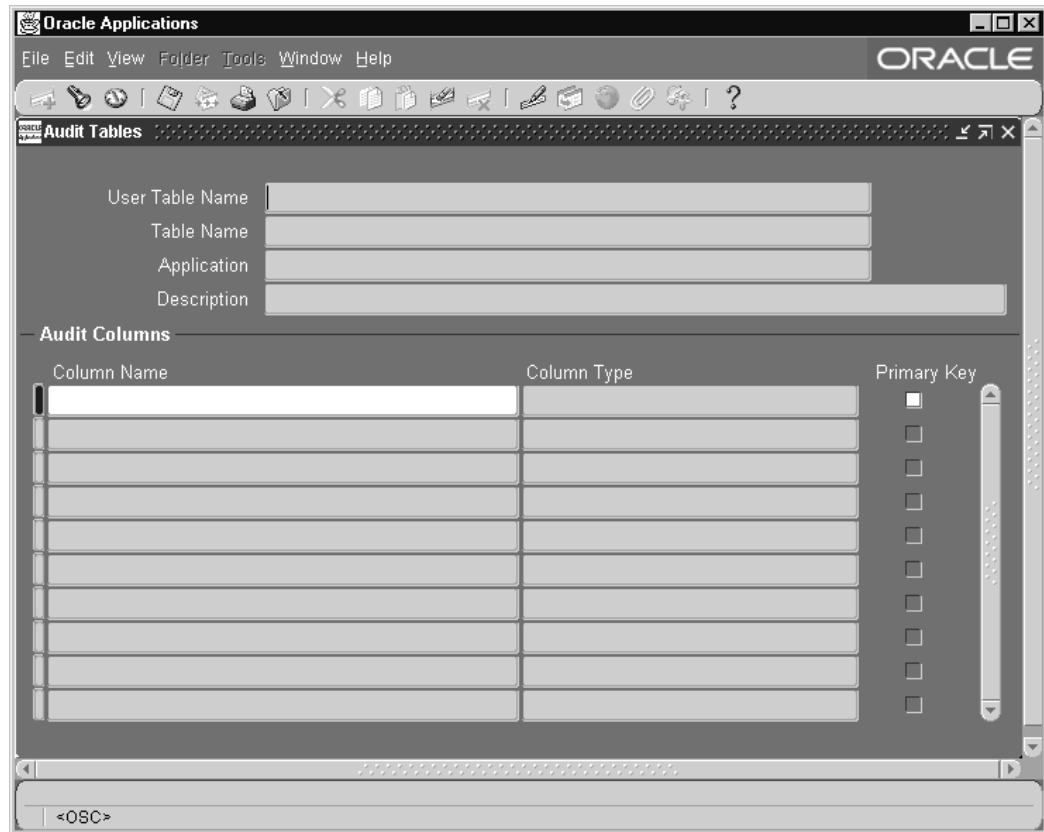 Oracle Applications
File Edit View Folder Tools Window Help
ORACLE
?
Audit Tables
User Table Name
Table Name
Application
Description
Audit Columns
Column Name Column Type Primary Key
<OSC>